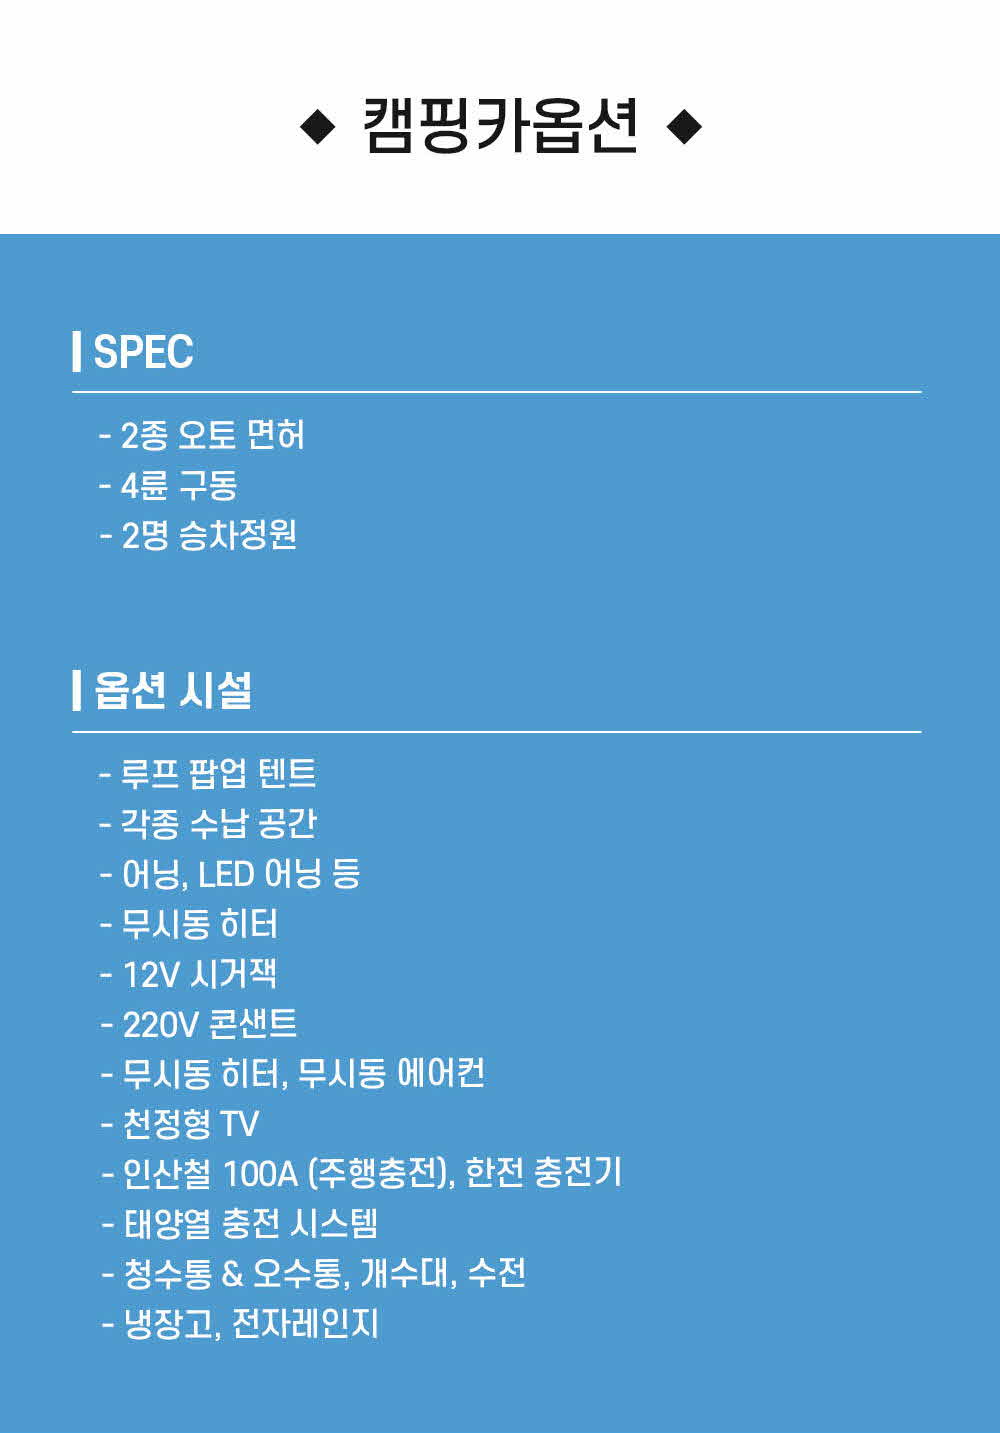 ◆ 캠핑카옵션 ◆
SPEC
- 2종 오토 면허
- 4륜 구동
- 2명 승차정원
옵션 시설
- 루프 팝업 텐트
- 각종 수납 공간
- 어닝, LED 어닝 등
- 무시동 히터
- 12V 시거잭
- 220V 콘샌트
- 무시동 히터, 무시동 에어컨
- 천정형 TV
- 인산철 100A (주행충전), 한전 충전기
- 태양열 충전 시스템
- 청수통 & 오수통, 개수대, 수전
- 냉장고, 전자레인지